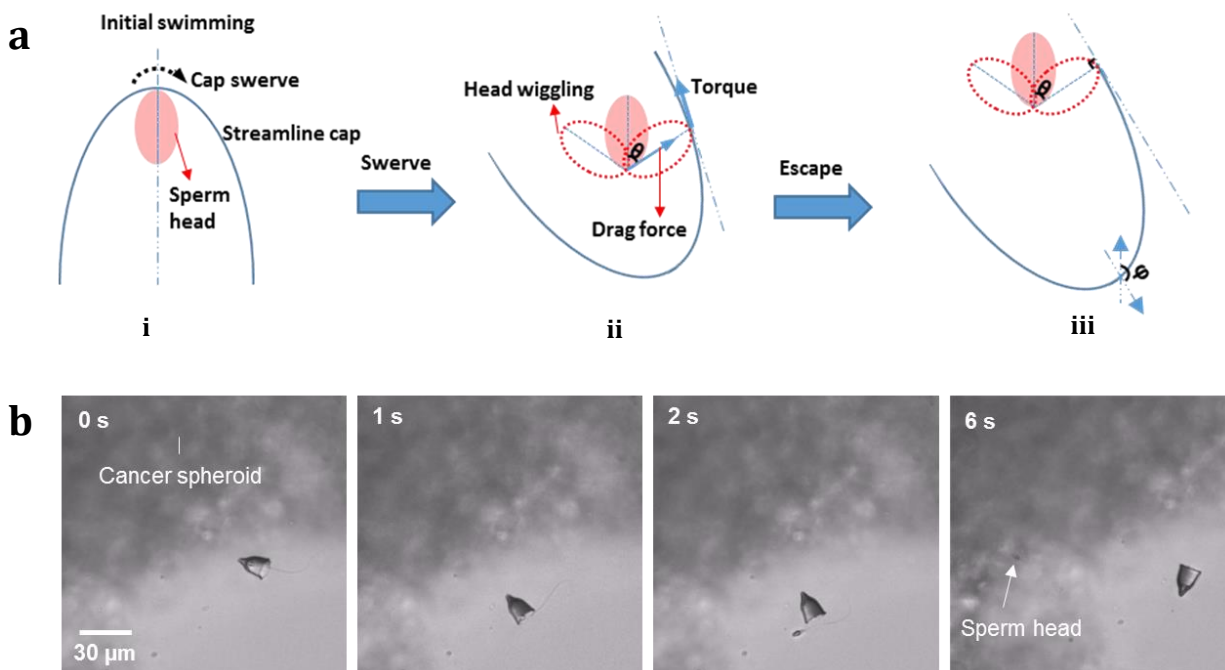 a
Initial swimming
Cap swerve
Streamline cap
Sperm
head
i
Swerve
Head wiggling
Torque
θ
Drag force
ii
Escape
θ
φ
iii
b
0 s
Cancer spheroid
30 µm
1 s
2 s
6 s
Sperm head